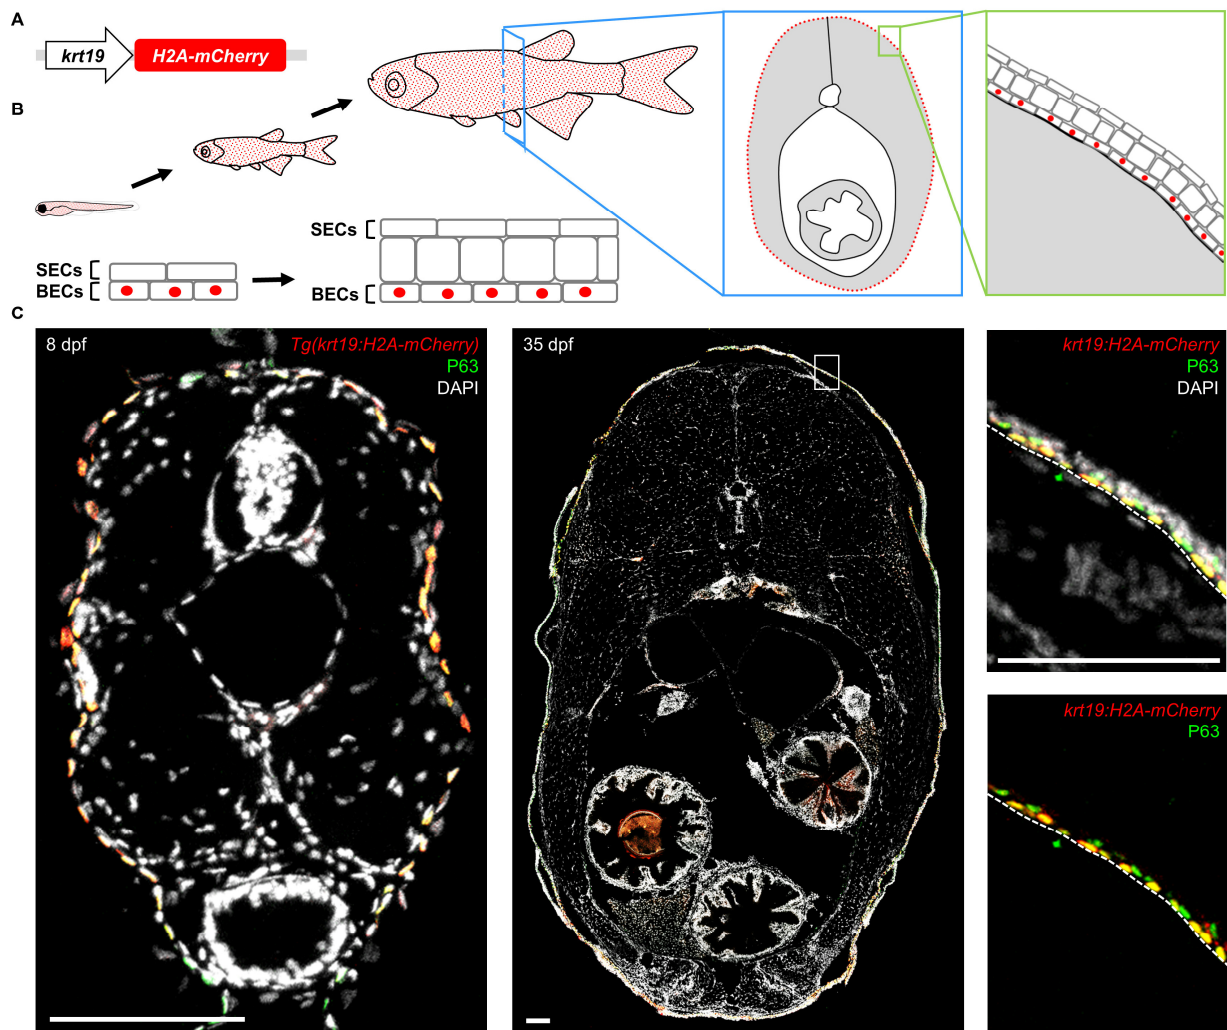 A
krt19
H2A-mCherry
B
SECs
BECs
SECs
BECs
C
8 dpf
Tg(krt19:H2A-mCherry)
P63
DAPI
35 dpf
krt19:H2A-mCherry
P63
DAPI
krt19:H2A-mCherry
P63